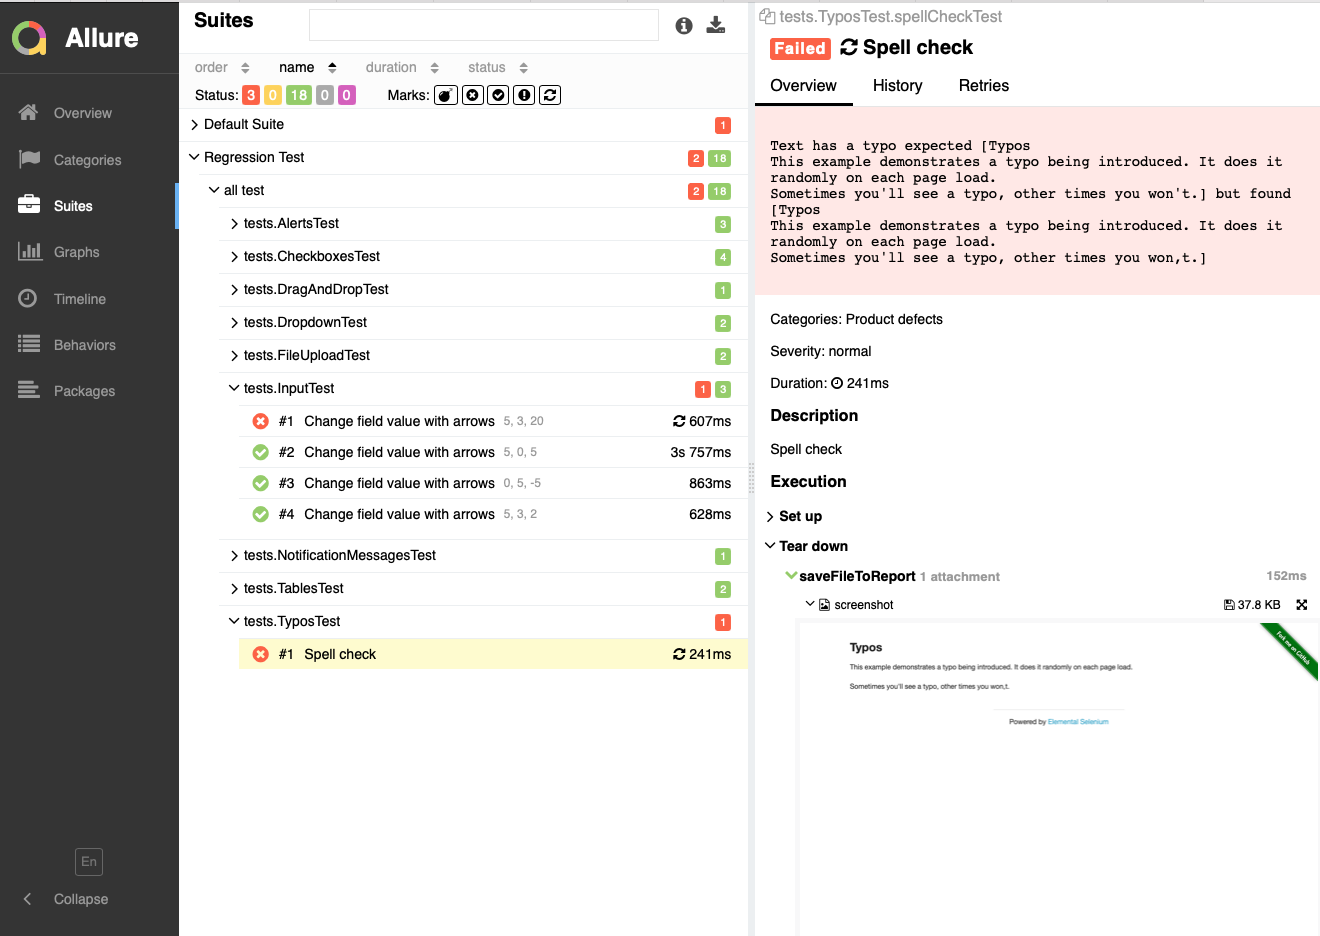 Allure
Overview
Categories
Suites
Graphs
Timeline
Behaviors
Packages
En
Collapse
Suites
order name duration status
Status: 3 0 18 0 0 Marks:
Default Suite 1
Regression Test 2 18
all test 2 18
tests.AlertsTest 3
tests.CheckboxesTest 4
tests.DragAndDropTest 1
tests.DropdownTest 2
tests.FileUploadTest 2
tests.InputTest 1 3
#1 Change field value with arrows 5, 3, 20 607ms
#2 Change field value with arrows 5, 0, 5 3s 757ms
#3 Change field value with arrows 0, 5, -5 863ms
#4 Change field value with arrows 5, 3, 2 628ms
tests.NotificationMessagesTest 1
tests.TablesTest 2
tests.TyposTest 1
#1 Spell check 241ms
tests.TyposTest.spellCheckTest
Failed Spell check
Overview History Retries
Text has a typo expected [Typos
This example demonstrates a typo being introduced. It does it
randomly on each page load.
Sometimes you'll see a typo, other times you won't.] but found
[Typos
This example demonstrates a typo being introduced. It does it
randomly on each page load.
Sometimes you'll see a typo, other times you won,t.]
Categories: Product defects
Severity: normal
Duration: 241ms
Description
Spell check
Execution
Set up
Tear down
saveFileToReport 1 attachment 152ms
screenshot 37.8 KB
Fork me on GitHub
Typos
This example demonstrates a typo being introduced. It does it randomly on each page load.
Sometimes you'll see a typo, other times you won,t.
Powered by Elemental Selenium